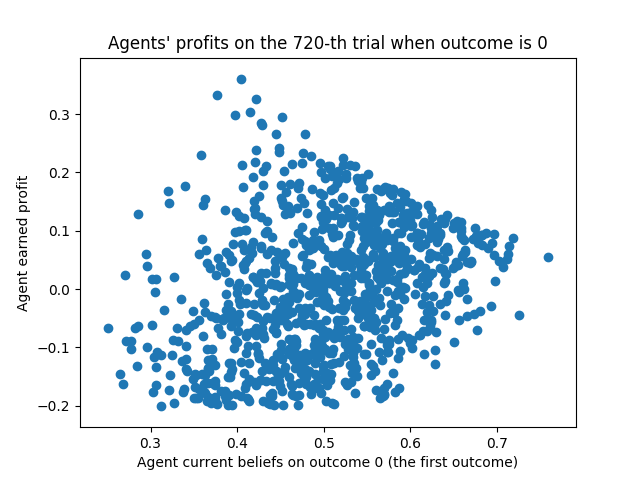 Agents' profits on the 720-th trial when outcome is 0
0.3
0.2
0.1
0.0
−0.1
−0.2
Agent earned profit
0.3 0.4 0.5 0.6 0.7
Agent current beliefs on outcome 0 (the first outcome)